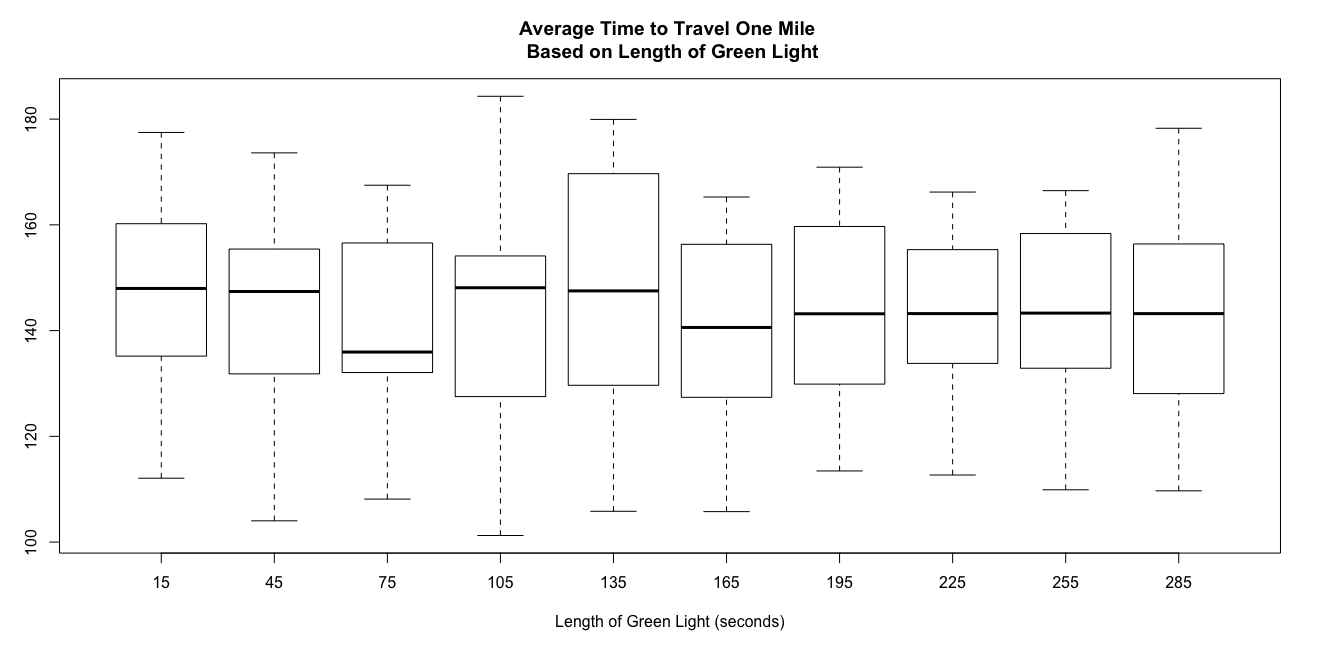 Average Time to Travel One Mile
Based on Length of Green Light
180
160
140
120
100
15 45 75 105 135 165 195 225 255 285
Length of Green Light (seconds)